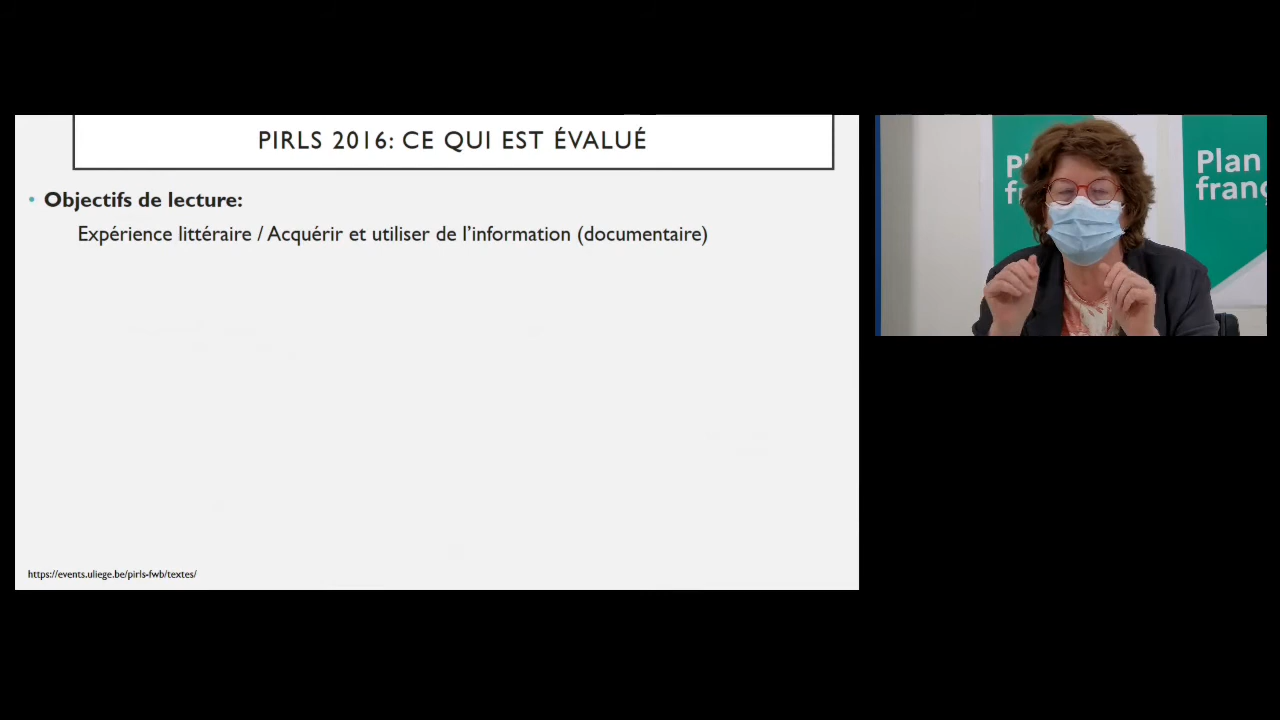 PIRLS 2016: CE QUI EST ÉVALUÉ
• Objectifs de lecture:
Expérience littéraire / Acquérir et utiliser de l’information (documentaire)
https://events.uliege.be/pirls-fwb/textes/
Plan
franç